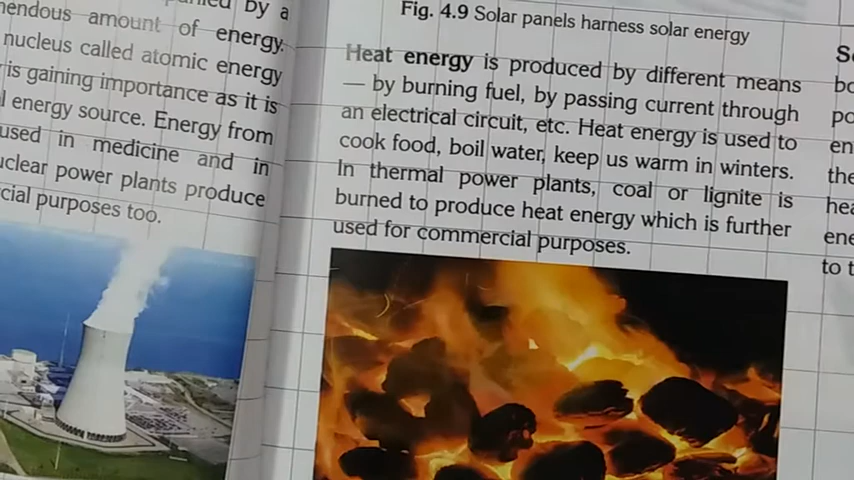 by a
amount of energy.
nucleus called atomic energy
is gaining importance as it is
energy source. Energy from
used in medicine and in
power plants produce
purposes too.
Fig. 4.9 Solar panels harness solar energy
Heat energy is produced by different means
— by burning fuel, by passing current through
an electrical circuit, etc. Heat energy is used to
cook food, boil water, keep us warm in winters.
In thermal power plants, coal or lignite is
burned to produce heat energy which is further
used for commercial purposes.
to